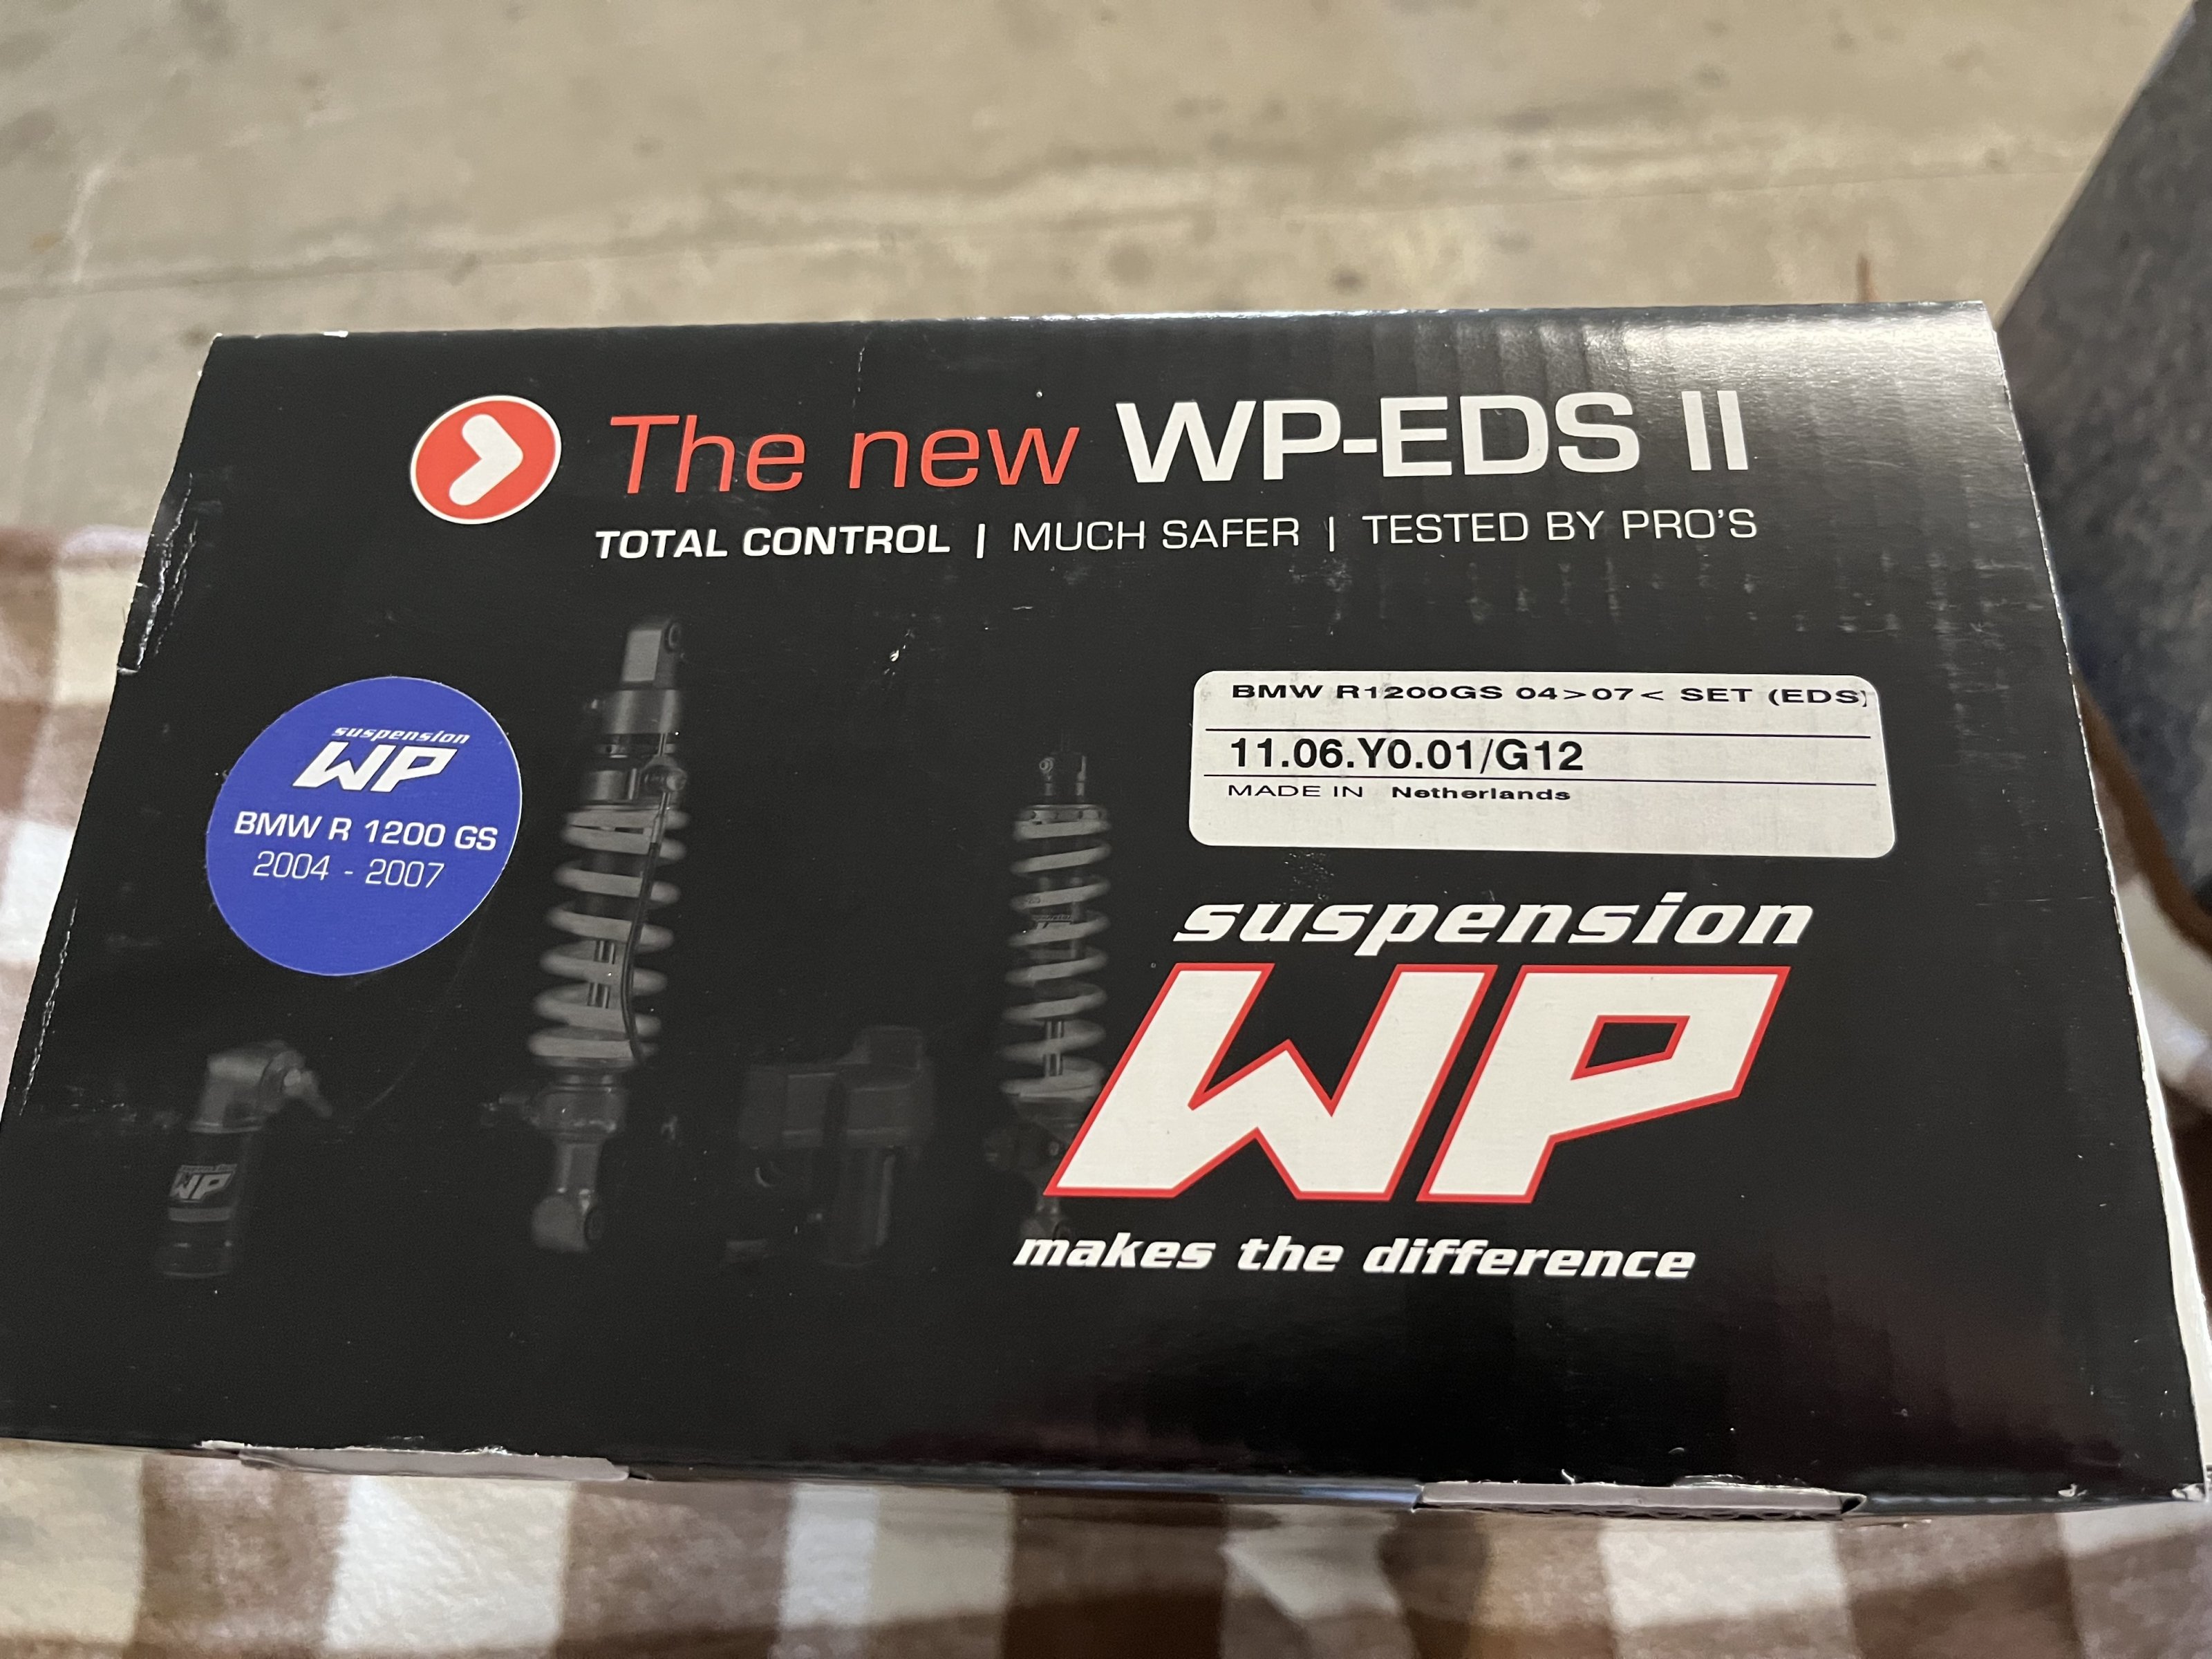 The new WP-EDS II
TOTAL CONTROL | MUCH SAFER | TESTED BY PRO'S
suspension
WP
BMW R 1200 GS
2004 - 2007
BMW R1200GS 04>07< SET (EDS)
11.06.Y0.01/G12
MADE IN Netherlands
suspension
WP
makes the difference
WP